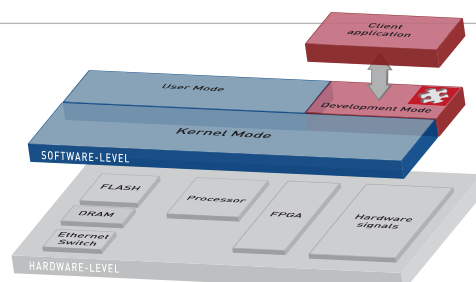 Client
application
User Mode
Development Mode
Kernel Mode
SOFTWARE-LEVEL
FLASH
DRAM
Ethernet
Switch
Processor
FPGA
Hardware
signals
HARDWARE-LEVEL